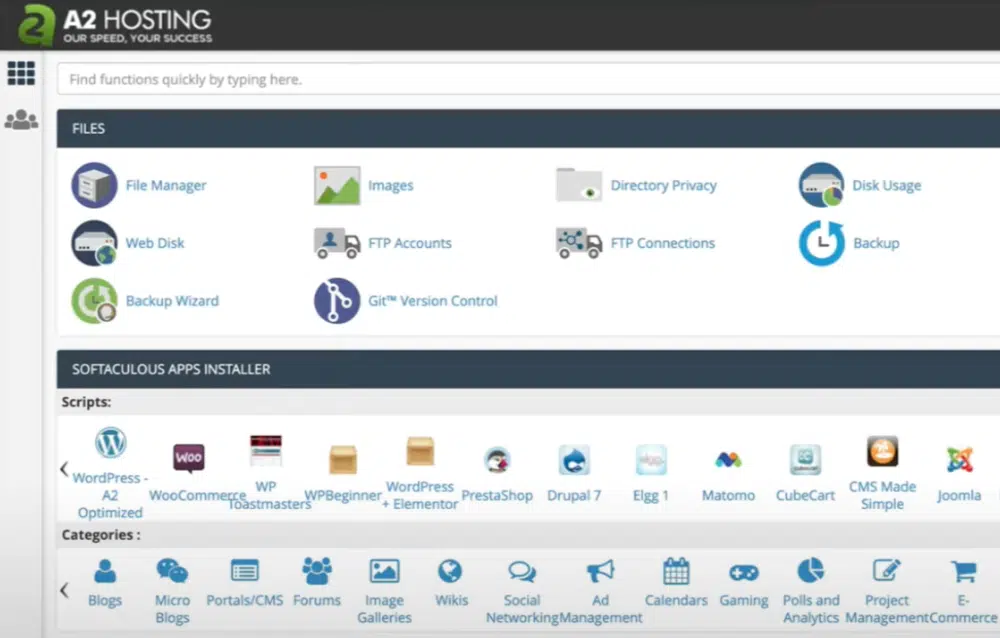 A2 HOSTING
OUR SPEED, YOUR SUCCESS
Find functions quickly by typing here.
FILES
File Manager
Images
Directory Privacy
Disk Usage
Web Disk
FTP Accounts
FTP Connections
Backup
Backup Wizard
Git™ Version Control
SOFTACULOUS APPS INSTALLER
Scripts:
WordPress -
A2
Optimized
WOO
WooCommerce
WP
Toastmasters
WPBeginner
WordPress
+ Elementor
PrestaShop
Drupal 7
Elgg 1
Matomo
CubeCart
CMS Made
Simple
Joomla
Categories :
Blogs
Micro
Blogs
Portals/CMS
Forums
Image
Galleries
Wikis
Social
Networking
Ad
Management
Calendars
Gaming
Polls and
Analytics
Project
Management
E-
Commerce